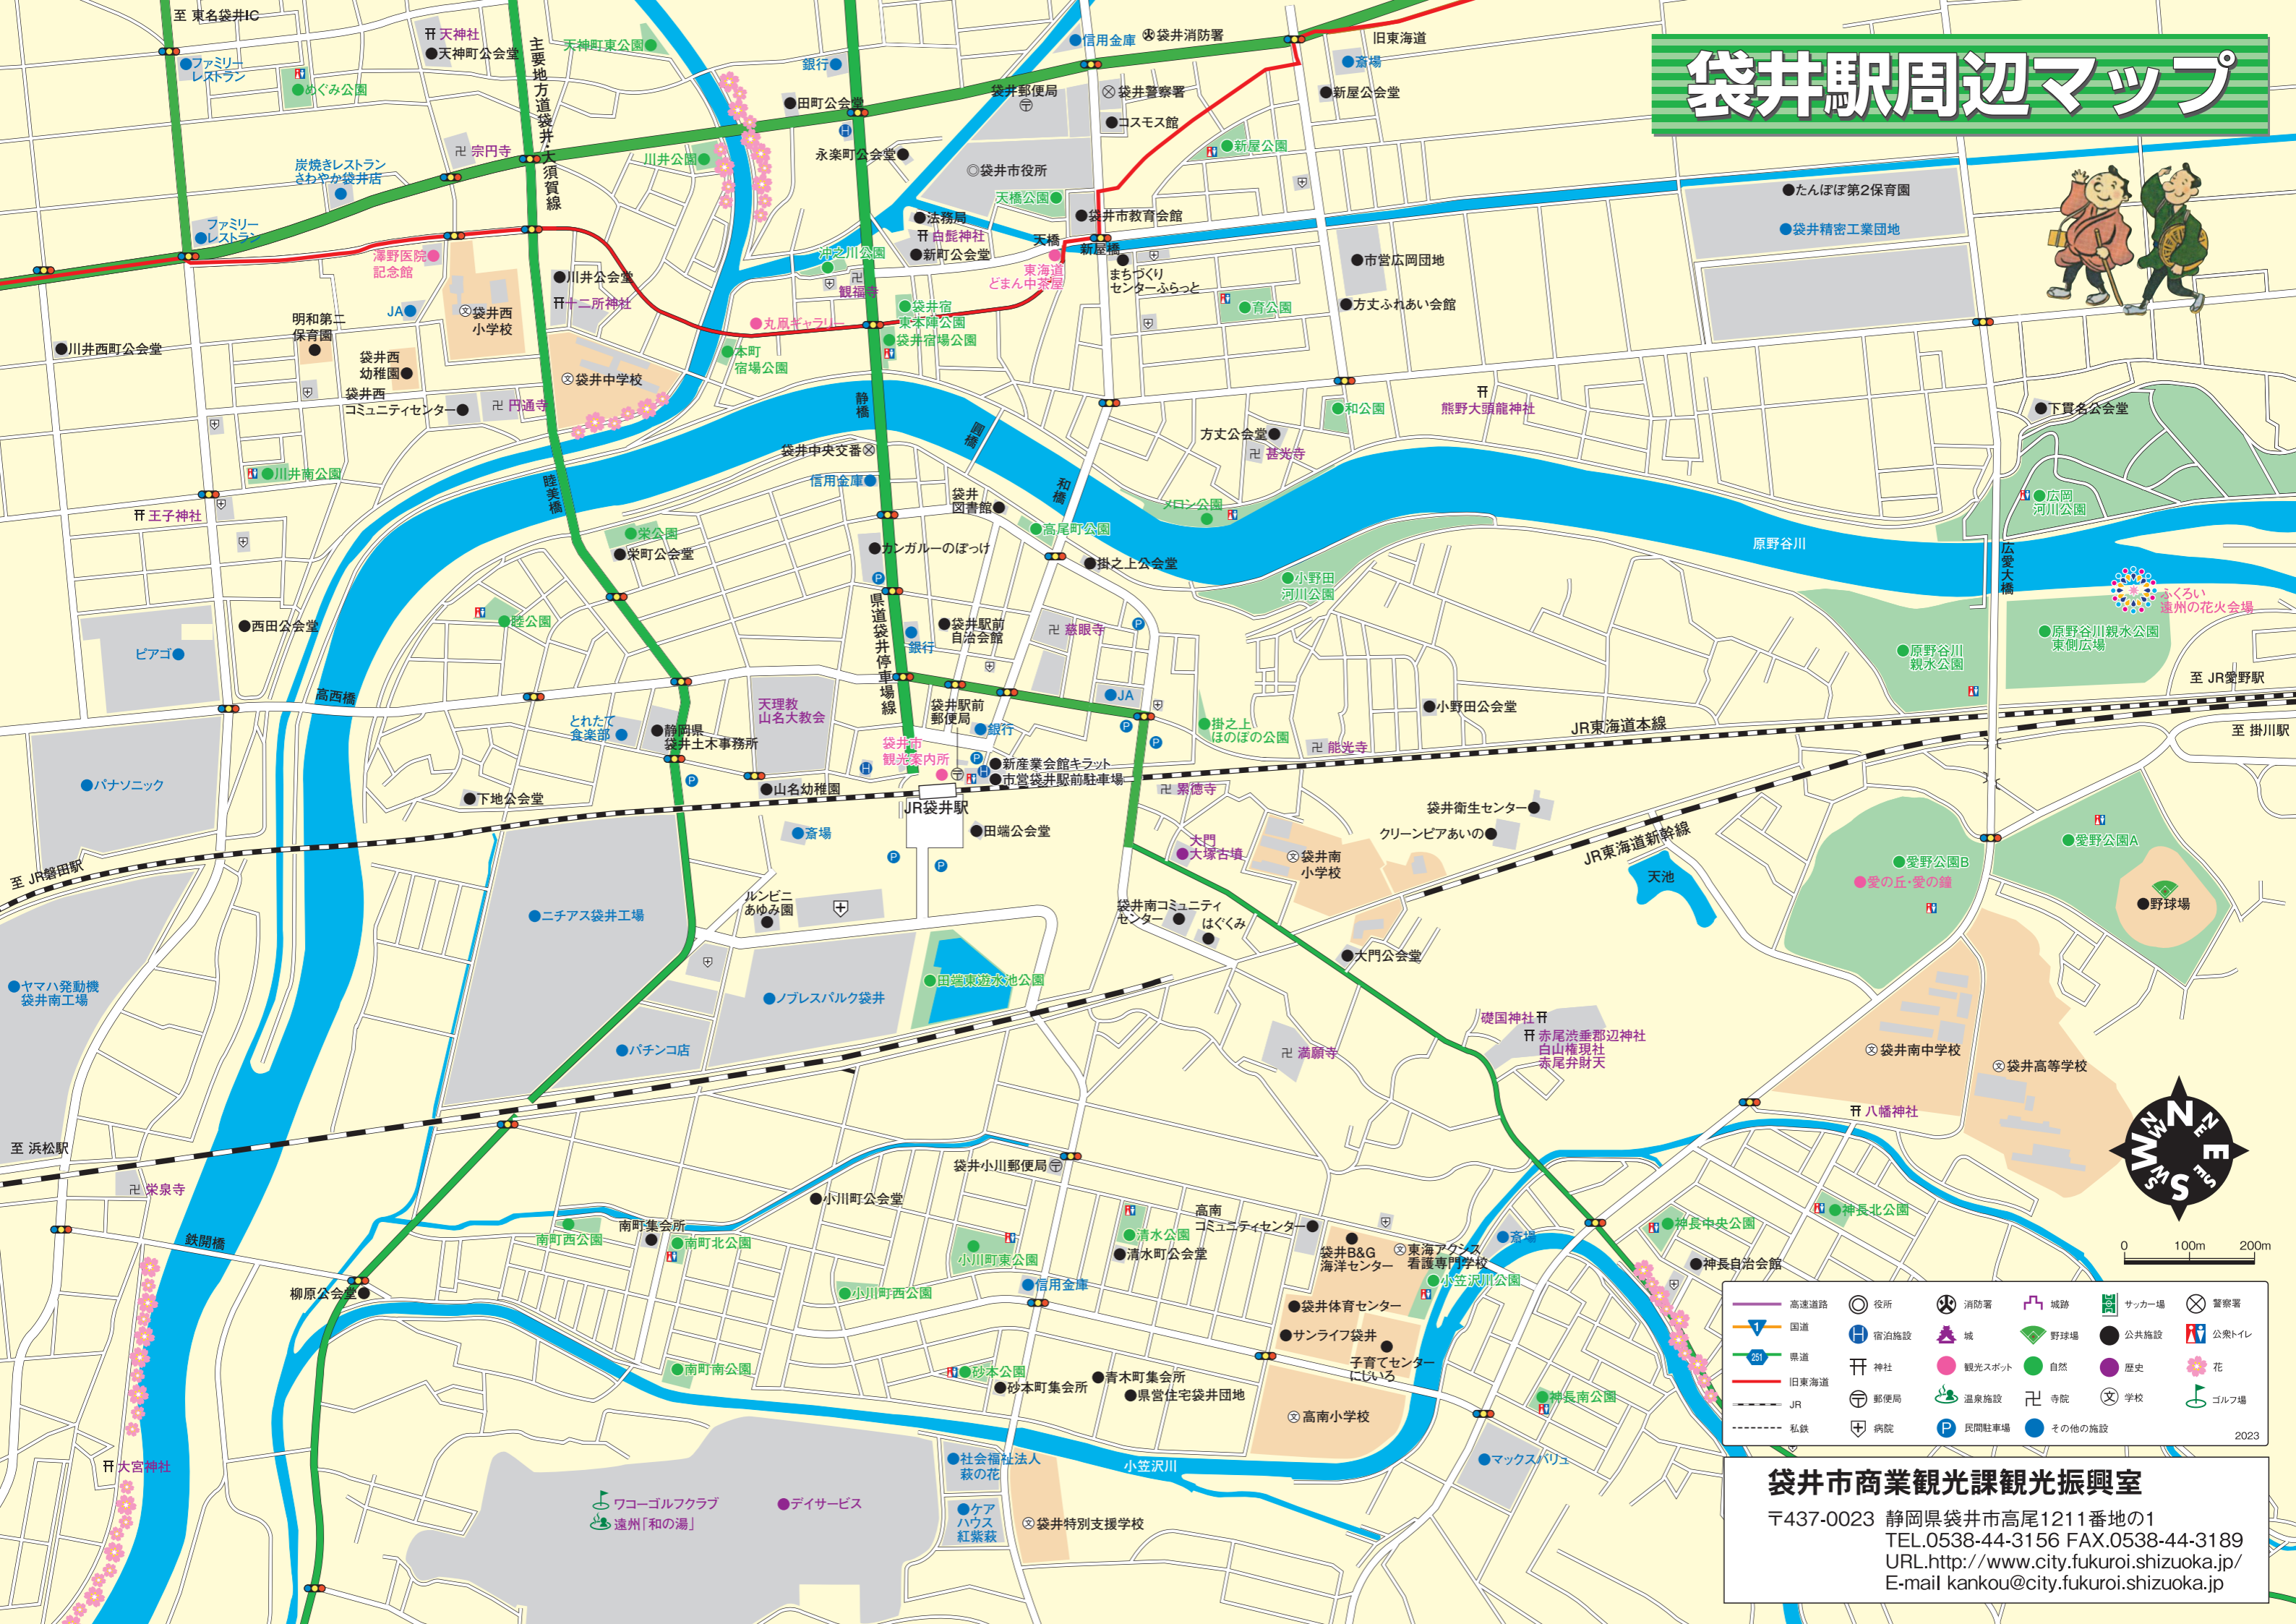 袋井駅周辺マップ
至 東名袋井IC
天神社
天神町公会堂
主要地方道袋井・大須賀線
天神町東公園
銀行
信用金庫
袋井消防署
旧東海道
斎場
新屋公会堂
ファミリー
レストラン
めぐみ公園
田町公会堂
袋井郵便局
袋井警察署
コスモス館
宗円寺
川井公園
永楽町公会堂
新屋公園
炭焼きレストラン
さわやか袋井店
袋井市役所
天橋公園
たんぽぽ第2保育園
袋井精密工業団地
ファミリー
レストラン
法務局
白髭神社
新町公会堂
袋井市教育会館
天橋
新屋橋
澤野医院
記念館
川井公会堂
十二所神社
沖之川公園
観福寺
東海道
どまん中茶屋
まちづくり
センターふらっと
市営広岡団地
方丈ふれあい会館
JA
袋井西
小学校
明和第二
保育園
袋井宿
東本陣公園
袋井宿場公園
丸凧ギャラリー
育公園
川井西町公会堂
袋井西
幼稚園
本町
宿場公園
袋井中学校
袋井西
コミュニティセンター
円通寺
静橋
圓橋
和公園
熊野大頭龍神社
下貫名公会堂
方丈公会堂
甚光寺
袋井中央交番
信用金庫
川井南公園
睦美橋
和橋
袋井
図書館
メロン公園
広岡
河川公園
王子神社
栄公園
栄町公会堂
高尾町公園
カンガルーのぽっけ
掛之上公会堂
原野谷川
広愛大橋
小野田
河川公園
ふくろい
遠州の花火会場
睦公園
県道袋井停車場線
西田公会堂
袋井駅前
自治会館
銀行
慈眼寺
原野谷川
親水公園
原野谷川親水公園
東側広場
ピアゴ
高西橋
至 JR愛野駅
天理教
山名大教会
袋井駅前
郵便局
JA
小野田公会堂
とれたて
食楽部
静岡県
袋井土木事務所
銀行
掛之上
ほのぼの公園
JR東海道本線
至 掛川駅
袋井市
観光案内所
能光寺
新産業会館キラット
市営袋井駅前駐車場
パナソニック
下地公会堂
山名幼稚園
累徳寺
JR袋井駅
袋井衛生センター
クリーンピアあいの
JR東海道新幹線
斎場
田端公会堂
大門
大塚古墳
袋井南
小学校
愛野公園B
愛の丘・愛の鐘
愛野公園A
至 JR磐田駅
天池
野球場
ニチアス袋井工場
ルンビニ
あゆみ園
袋井南コミュニティ
センター
はぐくみ
大門公会堂
ヤマハ発動機
袋井南工場
ノブレスパルク袋井
田端東遊水池公園
礎国神社
赤尾渋垂郡辺神社
白山権現社
赤尾弁財天
パチンコ店
満願寺
袋井南中学校
袋井高等学校
八幡神社
至 浜松駅
袋井小川郵便局
栄泉寺
小川町公会堂
南町集会所
南町西公園
南町北公園
清水公園
清水町公会堂
高南
コミュニティセンター
神長中央公園
神長北公園
鉄開橋
小川町東公園
袋井B&G
海洋センター
東海アクシス
看護専門学校
斎場
神長自治会館
柳原公会堂
小川町西公園
信用金庫
小笠沢川公園
袋井体育センター
サンライフ袋井
子育てセンター
にじいろ
南町南公園
砂本公園
砂本町集会所
青木町集会所
県営住宅袋井団地
高南小学校
神長南公園
大宮神社
社会福祉法人
萩の花
小笠沢川
マックスバリュ
ワコーゴルフクラブ
遠州「和の湯」
デイサービス
ケア
ハウス
紅紫萩
袋井特別支援学校
N
NE
E
SE
S
SW
W
NW
0 100m 200m
高速道路 役所 消防署 城跡 サッカー場 警察署
1 国道 宿泊施設 城 野球場 公共施設 公衆トイレ
251 県道 神社 観光スポット 自然 歴史 花
旧東海道 郵便局 温泉施設 寺院 学校 ゴルフ場
JR 病院 民間駐車場 その他の施設
私鉄
2023
袋井市商業観光課観光振興室
〒437-0023 静岡県袋井市高尾1211番地の1
TEL.0538-44-3156 FAX.0538-44-3189
URL.http://www.city.fukuroi.shizuoka.jp/
E-mail kankou@city.fukuroi.shizuoka.jp